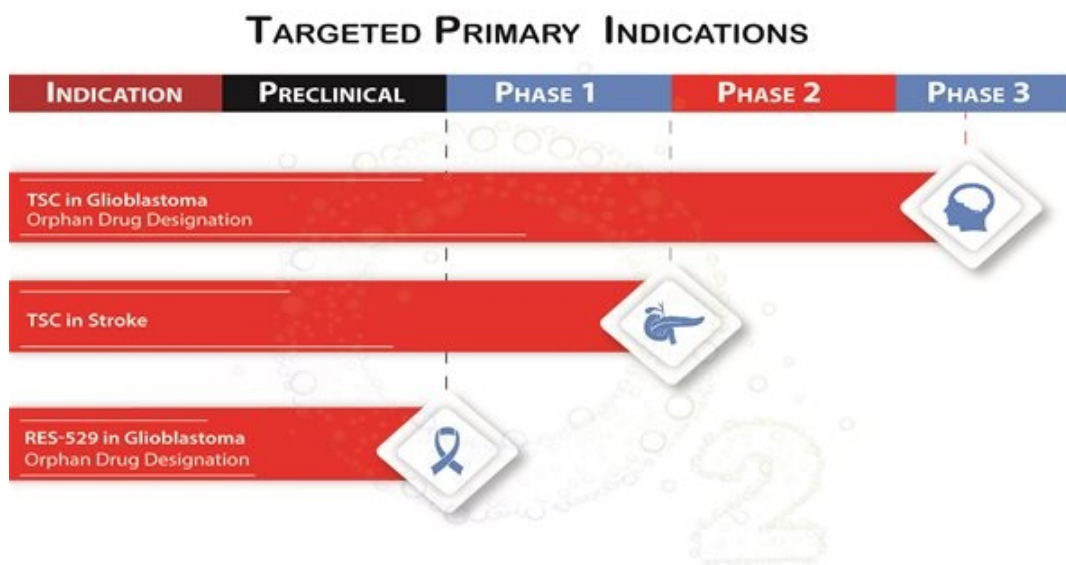 TARGETED PRIMARY INDICATIONS
INDICATION PRECLINICAL PHASE 1 PHASE 2 PHASE 3
TSC in Glioblastoma
Orphan Drug Designation
TSC in Stroke
RES-529 in Glioblastoma
Orphan Drug Designation
2